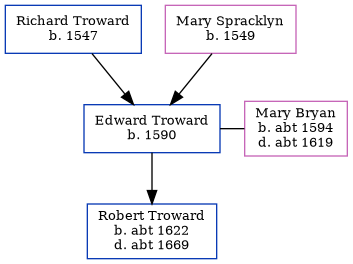 Richard Troward
b. 1547
Mary Spracklyn
b. 1549
Edward Troward
b. 1590
Mary Bryan
b. abt 1594
d. abt 1619
Robert Troward
b. abt 1622
d. abt 1669